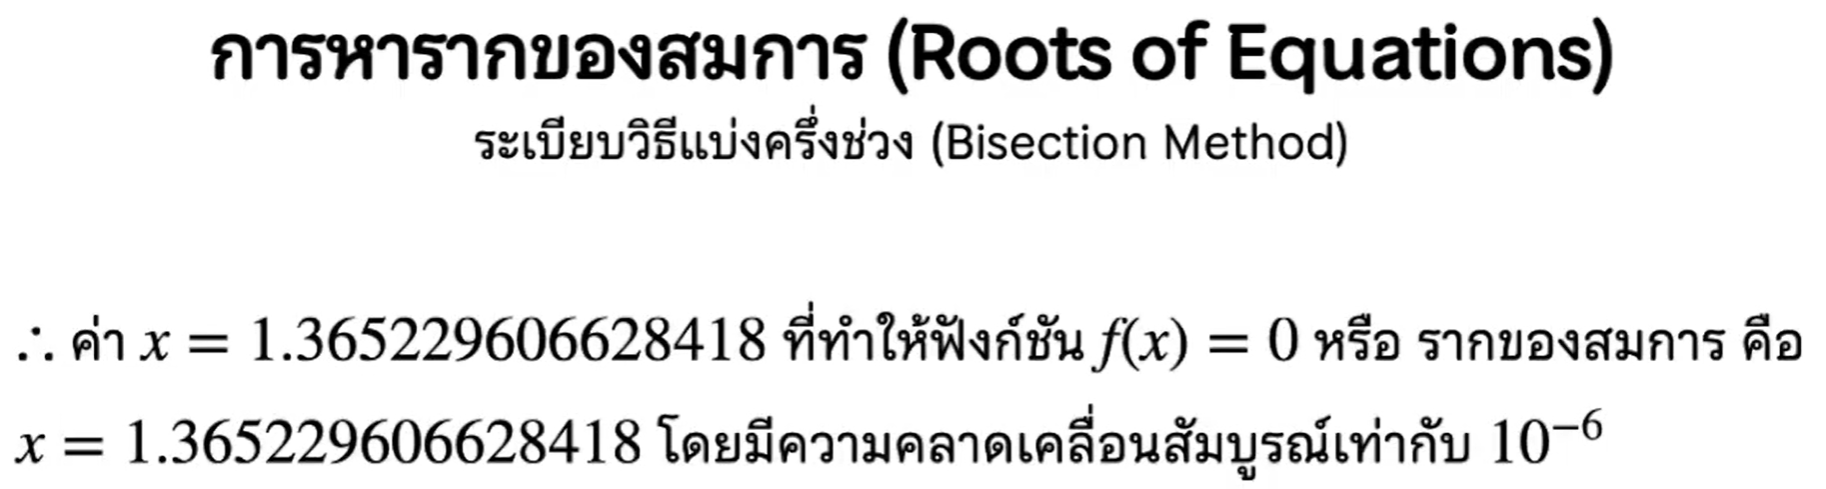 การหารากของสมการ (Roots of Equations)
ระเบียบวิธีแบ่งครึ่งช่วง (Bisection Method)
∴ ค่า x = 1.365229606628418 ที่ทำให้ฟังก์ชัน f(x) = 0 หรือ รากของสมการ คือ
x = 1.365229606628418 โดยมีความคลาดเคลื่อนสัมบูรณ์เท่ากับ 10⁻⁶